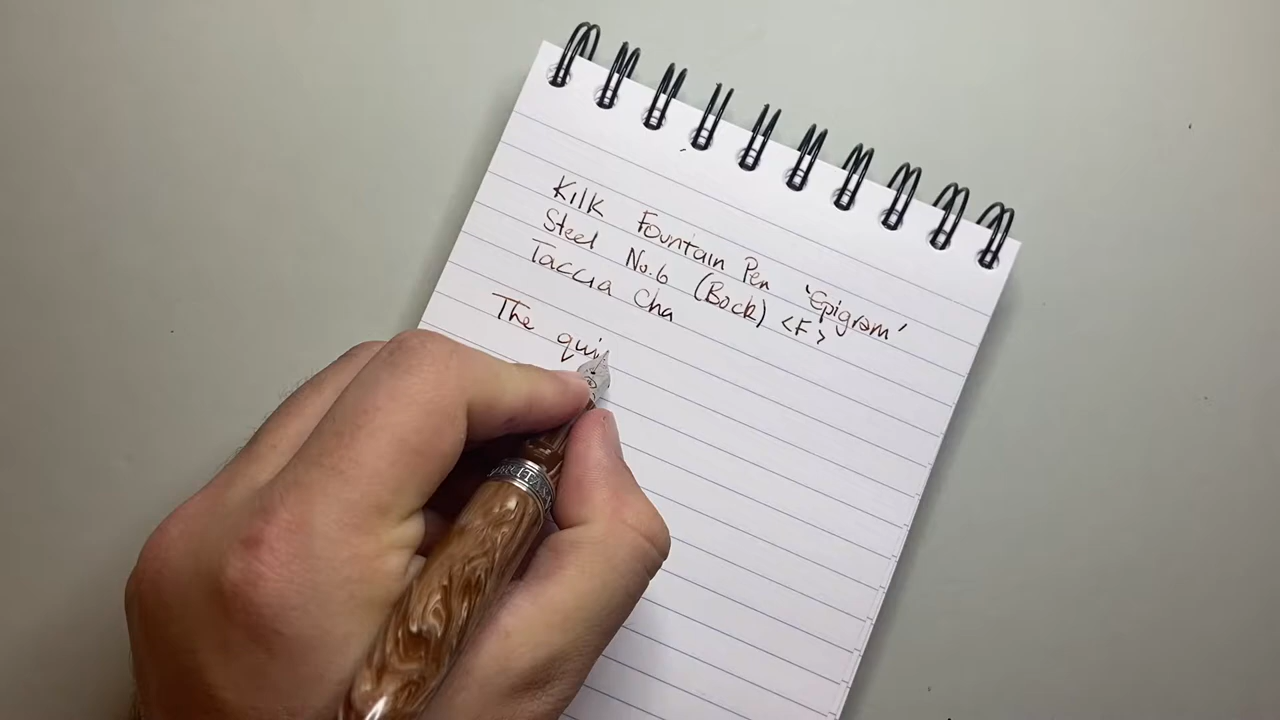 Kilk Fountain Pen 'Epigram'
Steel No.6 (Bock) <F>
Taccia Cha
The qui